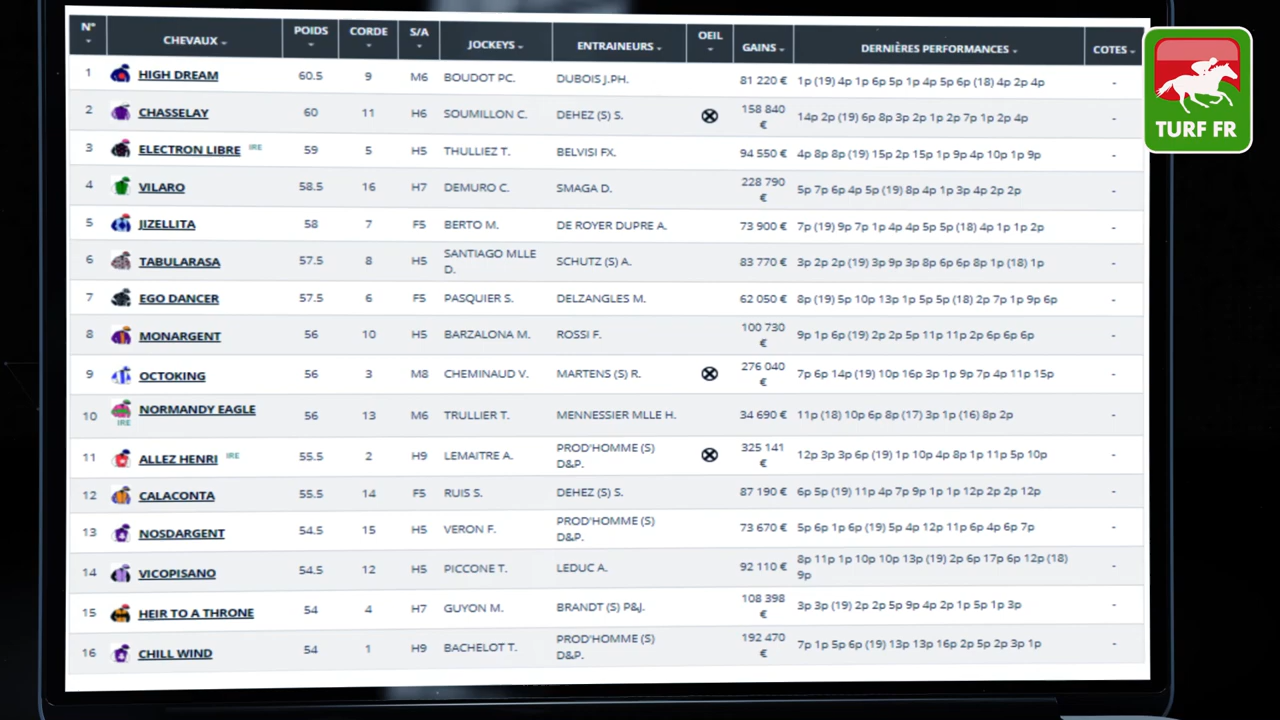 N° CHEVAUX POIDS CORDE S/A JOCKEYS ENTRAINEURS OEIL GAINS DERNIÈRES PERFORMANCES COTES
1 HIGH DREAM 60.5 9 M6 BOUDOT PC. DUBOIS J.PH. 81 220 € 1p (19) 4p 1p 6p 5p 1p 4p 5p 6p (18) 4p 2p 4p -
2 CHASSELAY 60 11 H6 SOUMILLON C. DEHEZ (S) S. 158 840 € 14p 2p (19) 6p 8p 3p 2p 1p 2p 7p 1p 2p 4p -
3 ELECTRON LIBRE IRE 59 5 H5 THULLIEZ T. BELVISI FX. 94 550 € 4p 8p 8p (19) 15p 2p 15p 1p 9p 4p 10p 1p 9p -
4 VILARO 58.5 16 H7 DEMURO C. SMAGA D. 228 790 € 5p 7p 6p 4p 5p (19) 8p 4p 1p 3p 4p 2p 2p -
5 JIZELLITA 58 7 F5 BERTO M. DE ROYER DUPRE A. 73 900 € 7p (19) 9p 7p 1p 4p 4p 5p 5p (18) 4p 1p 1p 2p -
6 TABULARASA 57.5 8 H5 SANTIAGO MLLE D. SCHUTZ (S) A. 83 770 € 3p 2p 2p (19) 3p 9p 3p 8p 6p 6p 8p 1p (18) 1p -
7 EGO DANCER 57.5 6 F5 PASQUIER S. DELZANGLES M. 62 050 € 8p (19) 5p 10p 13p 1p 5p 5p (18) 2p 7p 1p 9p 6p -
8 MONARGENT 56 10 H5 BARZALONA M. ROSSI F. 100 730 € 9p 1p 6p (19) 2p 2p 5p 11p 11p 2p 6p 6p 6p -
9 OCTOKING 56 3 M8 CHEMINAUD V. MARTENS (S) R. 276 040 € 7p 6p 14p (19) 10p 16p 3p 1p 9p 7p 4p 11p 15p -
10 NORMANDY EAGLE IRE 56 13 M6 TRULLIER T. MENNESSIER MLLE H. 34 690 € 11p (18) 10p 6p 8p (17) 3p 1p (16) 8p 2p -
11 ALLEZ HENRI IRE 55.5 2 H9 LEMAITRE A. PROD'HOMME (S) D&P. 325 141 € 12p 3p 3p 6p (19) 1p 10p 4p 8p 1p 11p 5p 10p -
12 CALACONTA 55.5 14 F5 RUIS S. DEHEZ (S) S. 87 190 € 6p 5p (19) 11p 4p 7p 9p 1p 1p 12p 2p 2p 12p -
13 NOSDARGENT 54.5 15 H5 VERON F. PROD'HOMME (S) D&P. 73 670 € 5p 6p 1p 6p (19) 5p 4p 12p 11p 6p 4p 6p 7p -
14 VICOPISANO 54.5 12 H5 PICCONE T. LEDUC A. 92 110 € 8p 11p 1p 10p 10p 13p (19) 2p 6p 17p 6p 12p (18) 9p -
15 HEIR TO A THRONE 54 4 H7 GUYON M. BRANDT (S) P&J. 108 398 € 3p 3p (19) 2p 2p 5p 9p 4p 2p 1p 5p 1p 3p -
16 CHILL WIND 54 1 H9 BACHELOT T. PROD'HOMME (S) D&P. 192 470 € 7p 1p 5p 6p (19) 13p 13p 16p 2p 5p 2p 3p 1p -
TURF FR